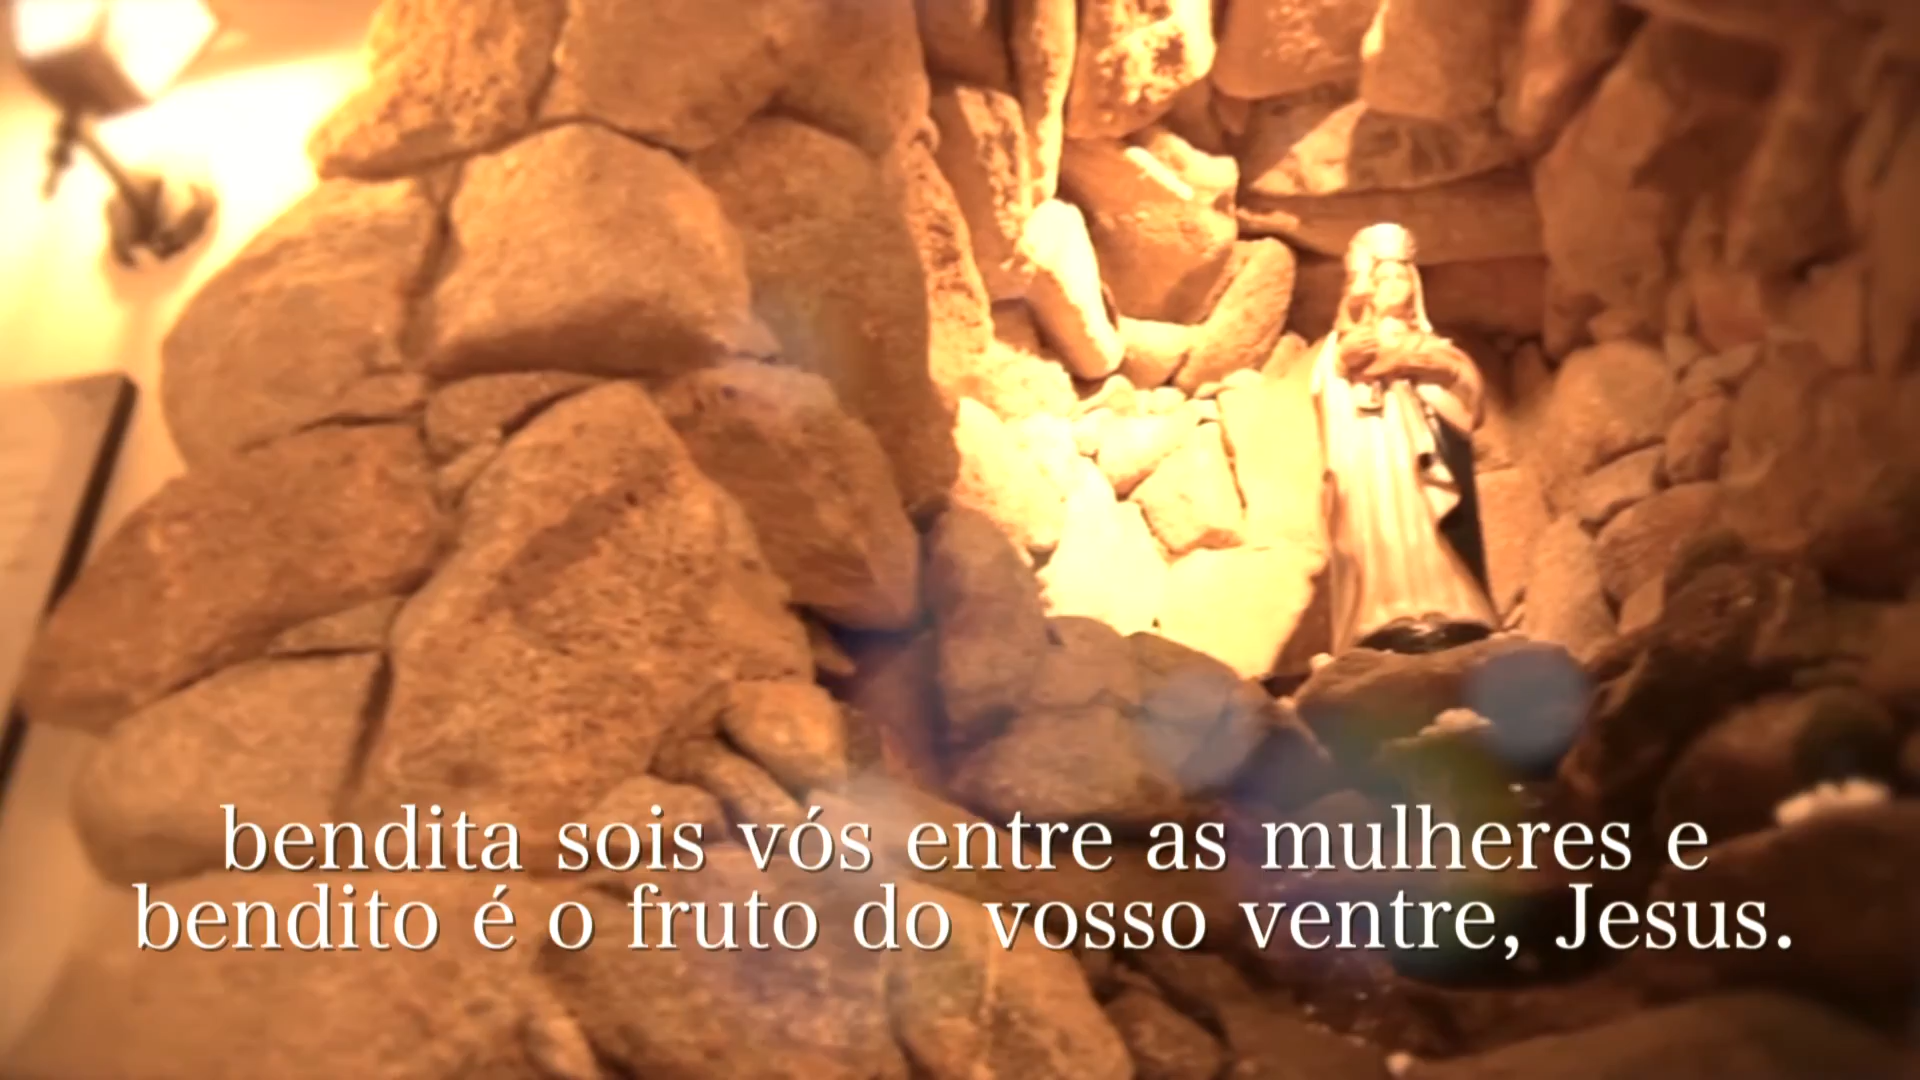 bendita sois vós entre as mulheres e
bendito é o fruto do vosso ventre, Jesus.